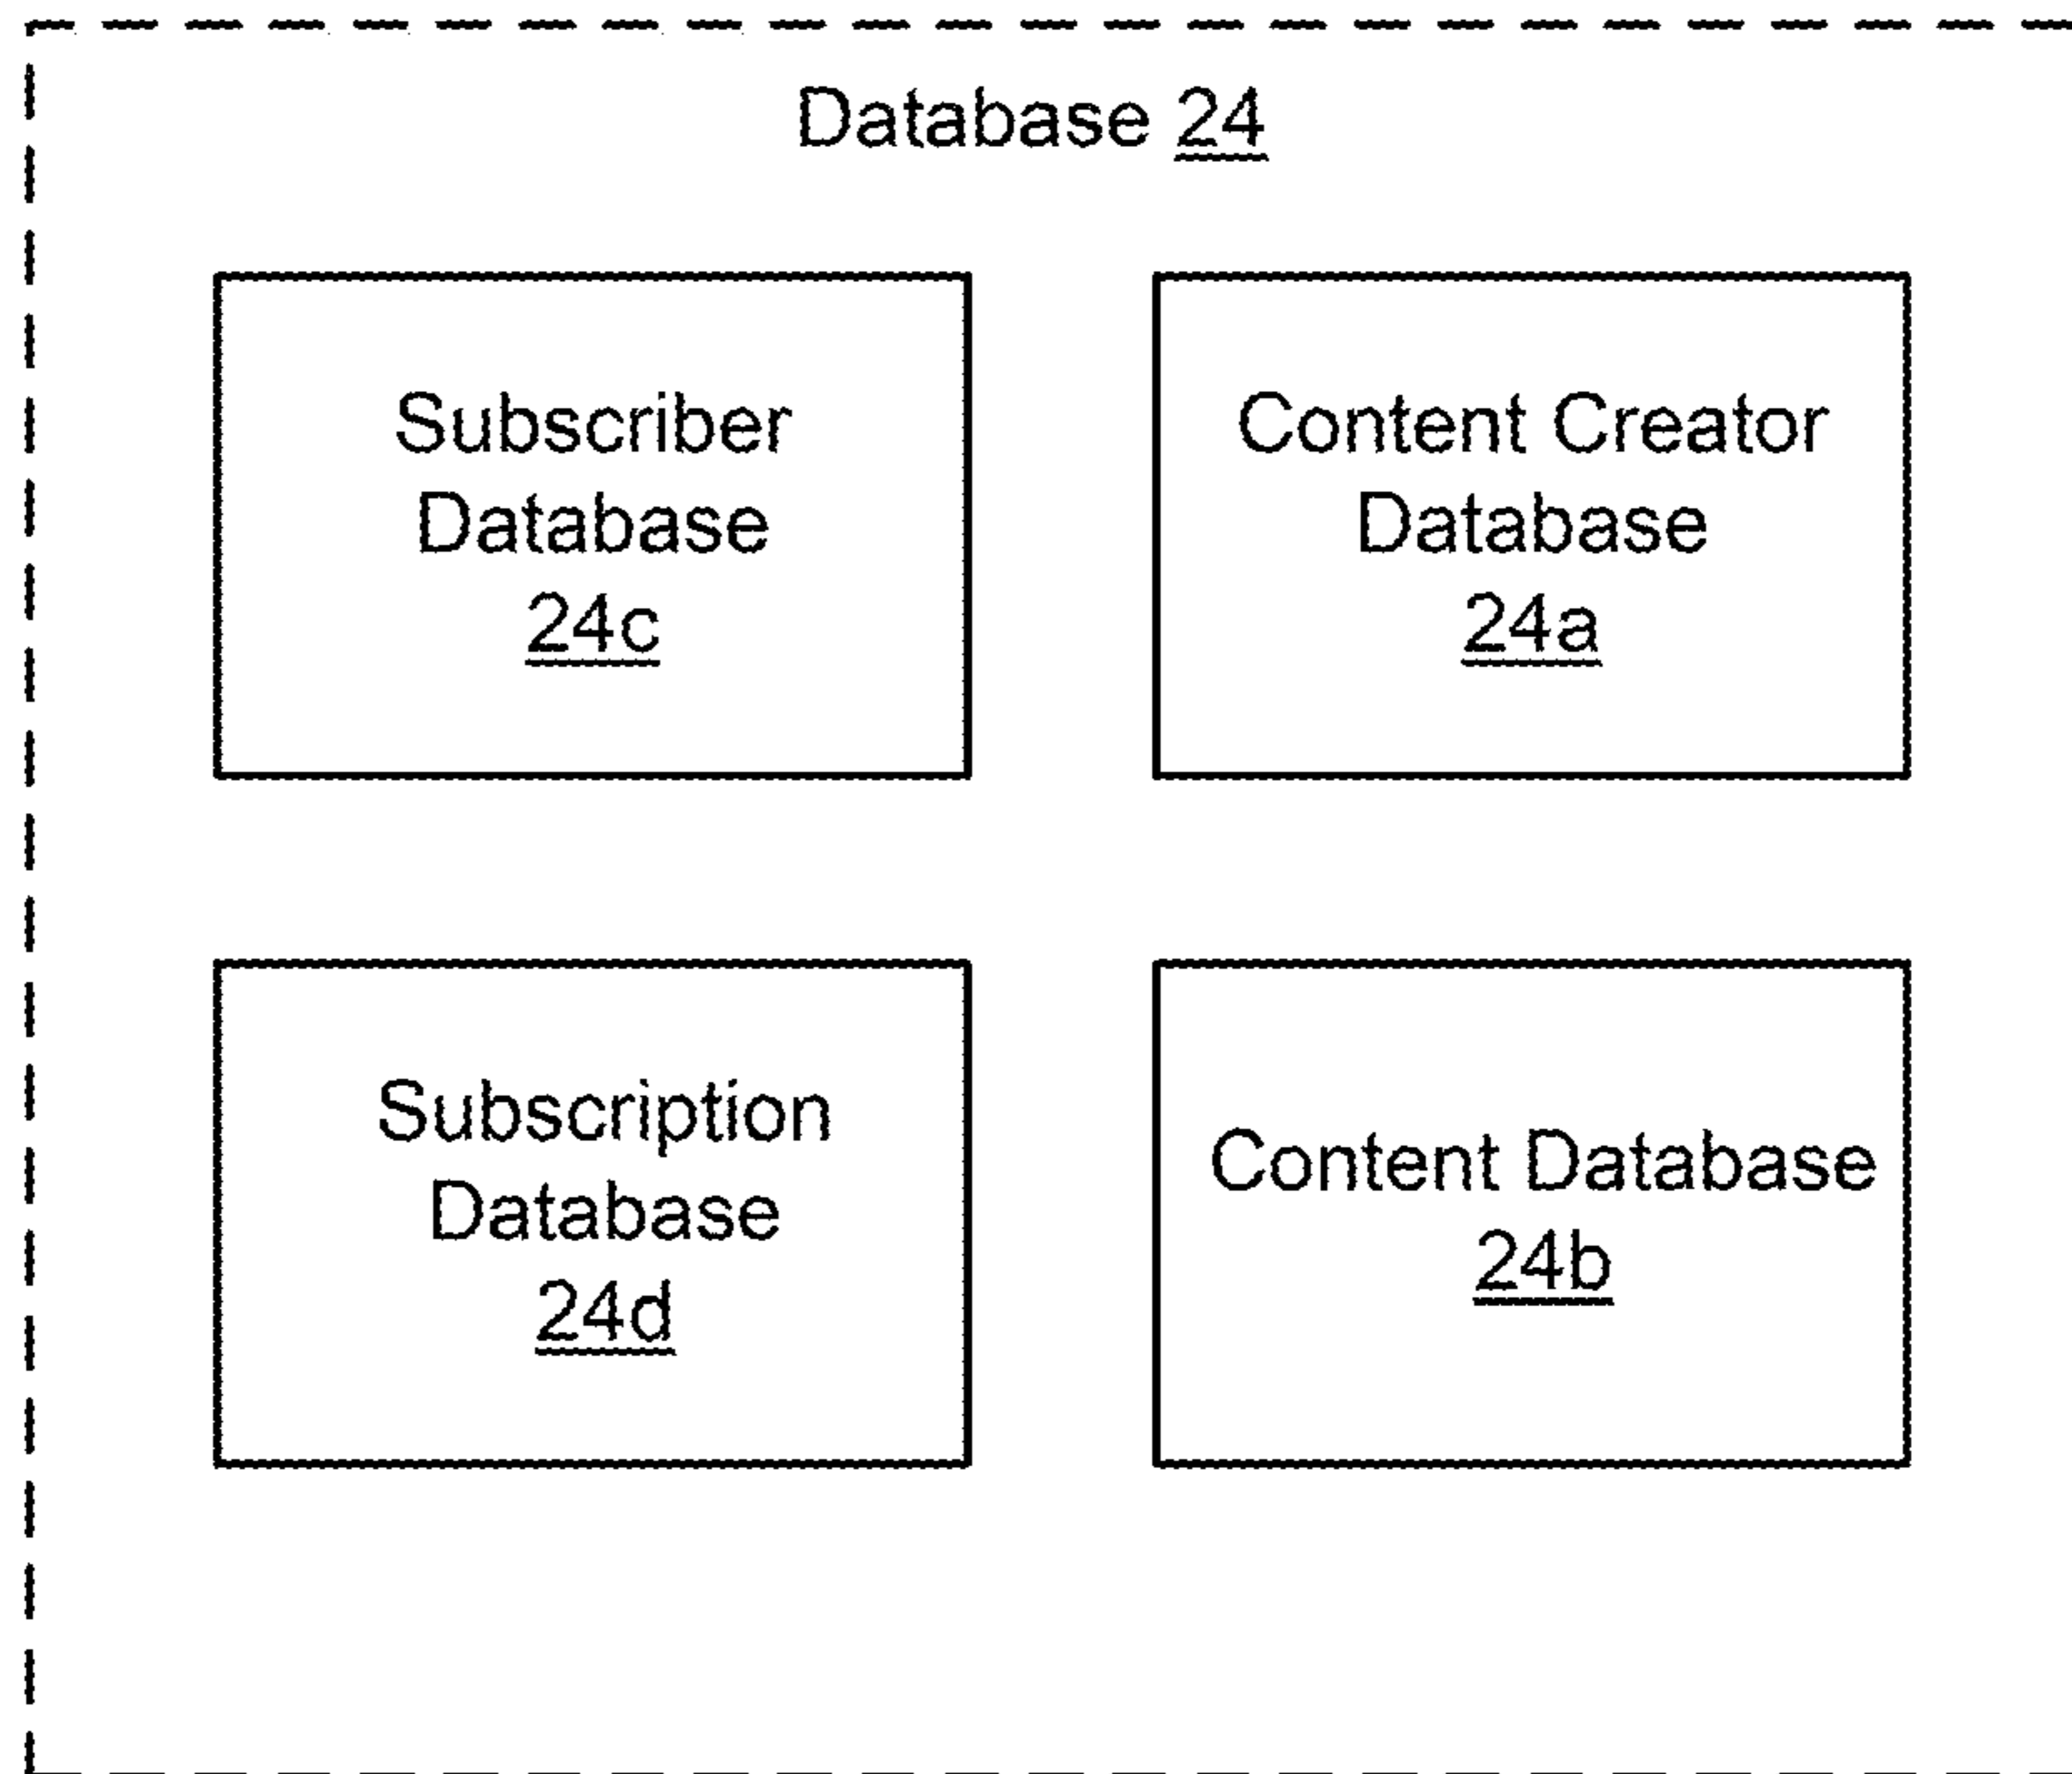 Database 24
Subscriber
Database
24c
Content Creator
Database
24a
Subscription
Database
24d
Content Database
24b